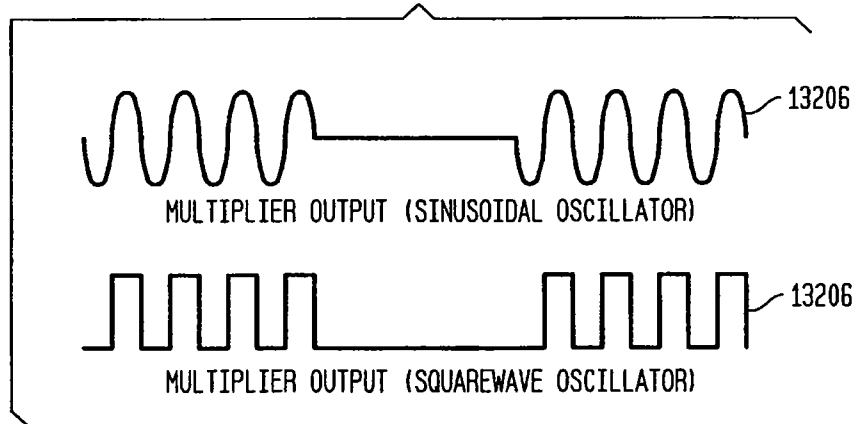 13206
MULTIPLIER OUTPUT (SINUSOIDAL OSCILLATOR)
13206
MULTIPLIER OUTPUT (SQUAREWAVE OSCILLATOR)